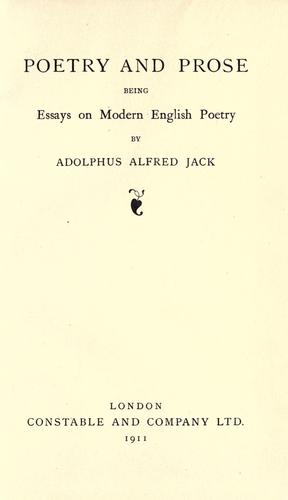 POETRY AND PROSE
BEING
Essays on Modern English Poetry
BY
ADOLPHUS ALFRED JACK
LONDON
CONSTABLE AND COMPANY LTD.
1911